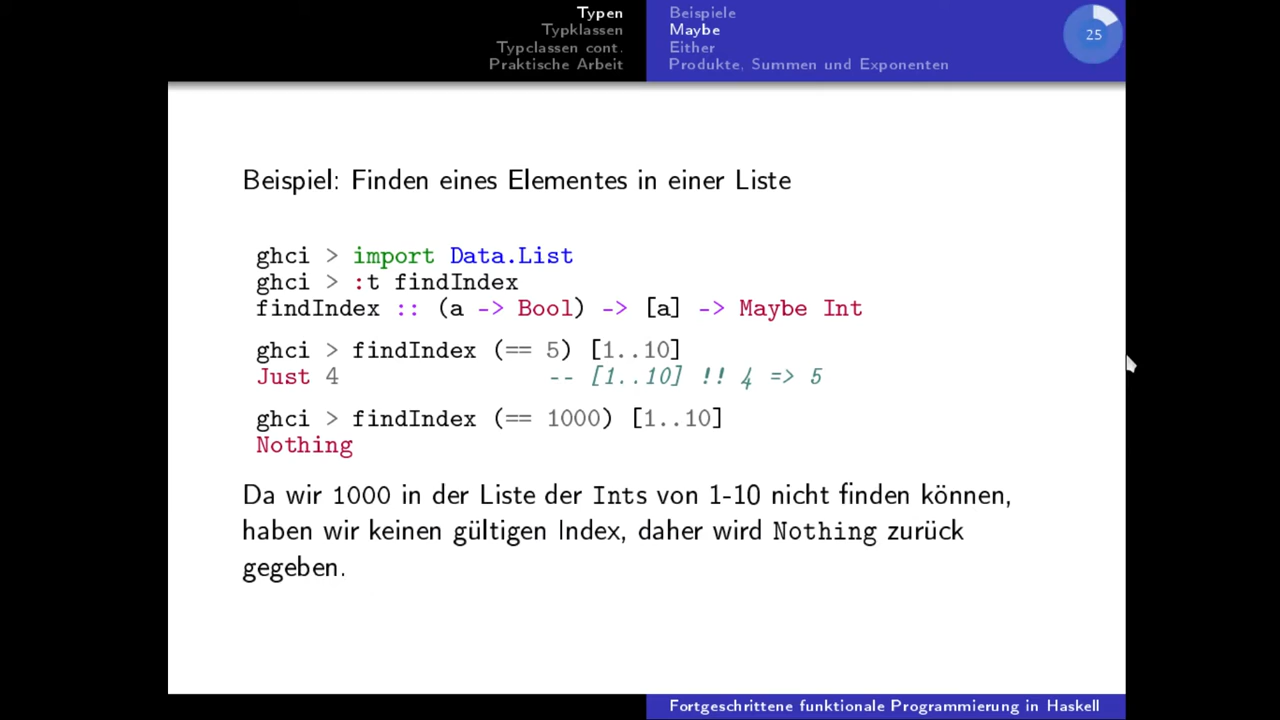 Typen
Typklassen
Typclassen cont.
Praktische Arbeit
Beispiele
Maybe
Either
Produkte, Summen und Exponenten
25
Beispiel: Finden eines Elementes in einer Liste
ghci > import Data.List
ghci > :t findIndex
findIndex :: (a -> Bool) -> [a] -> Maybe Int
ghci > findIndex (== 5) [1..10]
Just 4 -- [1..10] !! 4 => 5
ghci > findIndex (== 1000) [1..10]
Nothing
Da wir 1000 in der Liste der Ints von 1-10 nicht finden können,
haben wir keinen gültigen Index, daher wird Nothing zurück
gegeben.
Fortgeschrittene funktionale Programmierung in Haskell